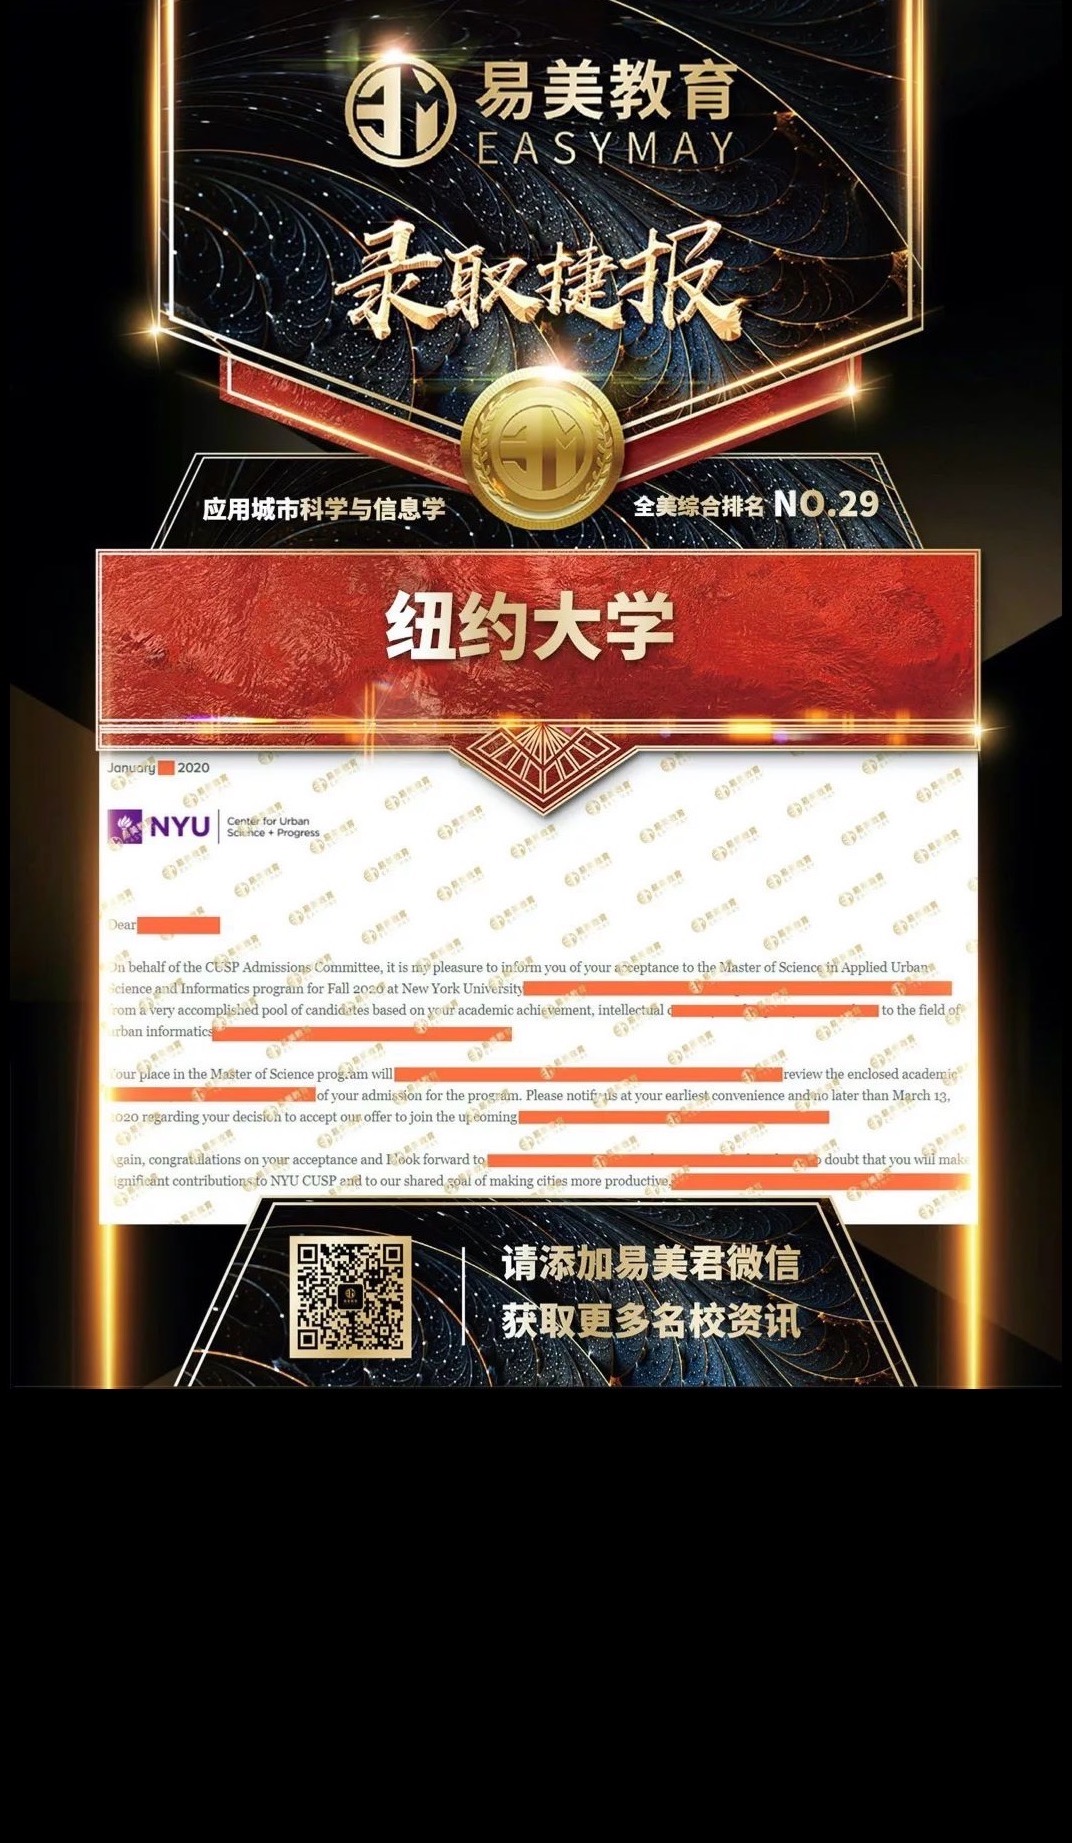 易美教育
EASYMAY
录取捷报
应用城市科学与信息学
全美综合排名 NO.29
纽约大学
January 2020
NYU
Center for Urban
Science + Progress
Dear
On behalf of the CUSP Admissions Committee, it is my pleasure to inform you of your acceptance to the Master of Science in Applied Urban
Science and Informatics program for Fall 2020 at New York University
from a very accomplished pool of candidates based on your academic achievement, intellectual to the field of
urban informatics
Your place in the Master of Science program will review the enclosed academic
of your admission for the program. Please notify us at your earliest convenience and no later than March 13,
2020 regarding your decision to accept our offer to join the upcoming
Again, congratulations on your acceptance and I look forward to doubt that you will make
significant contributions to NYU CUSP and to our shared goal of making cities more productive,
请添加易美君微信
获取更多名校资讯